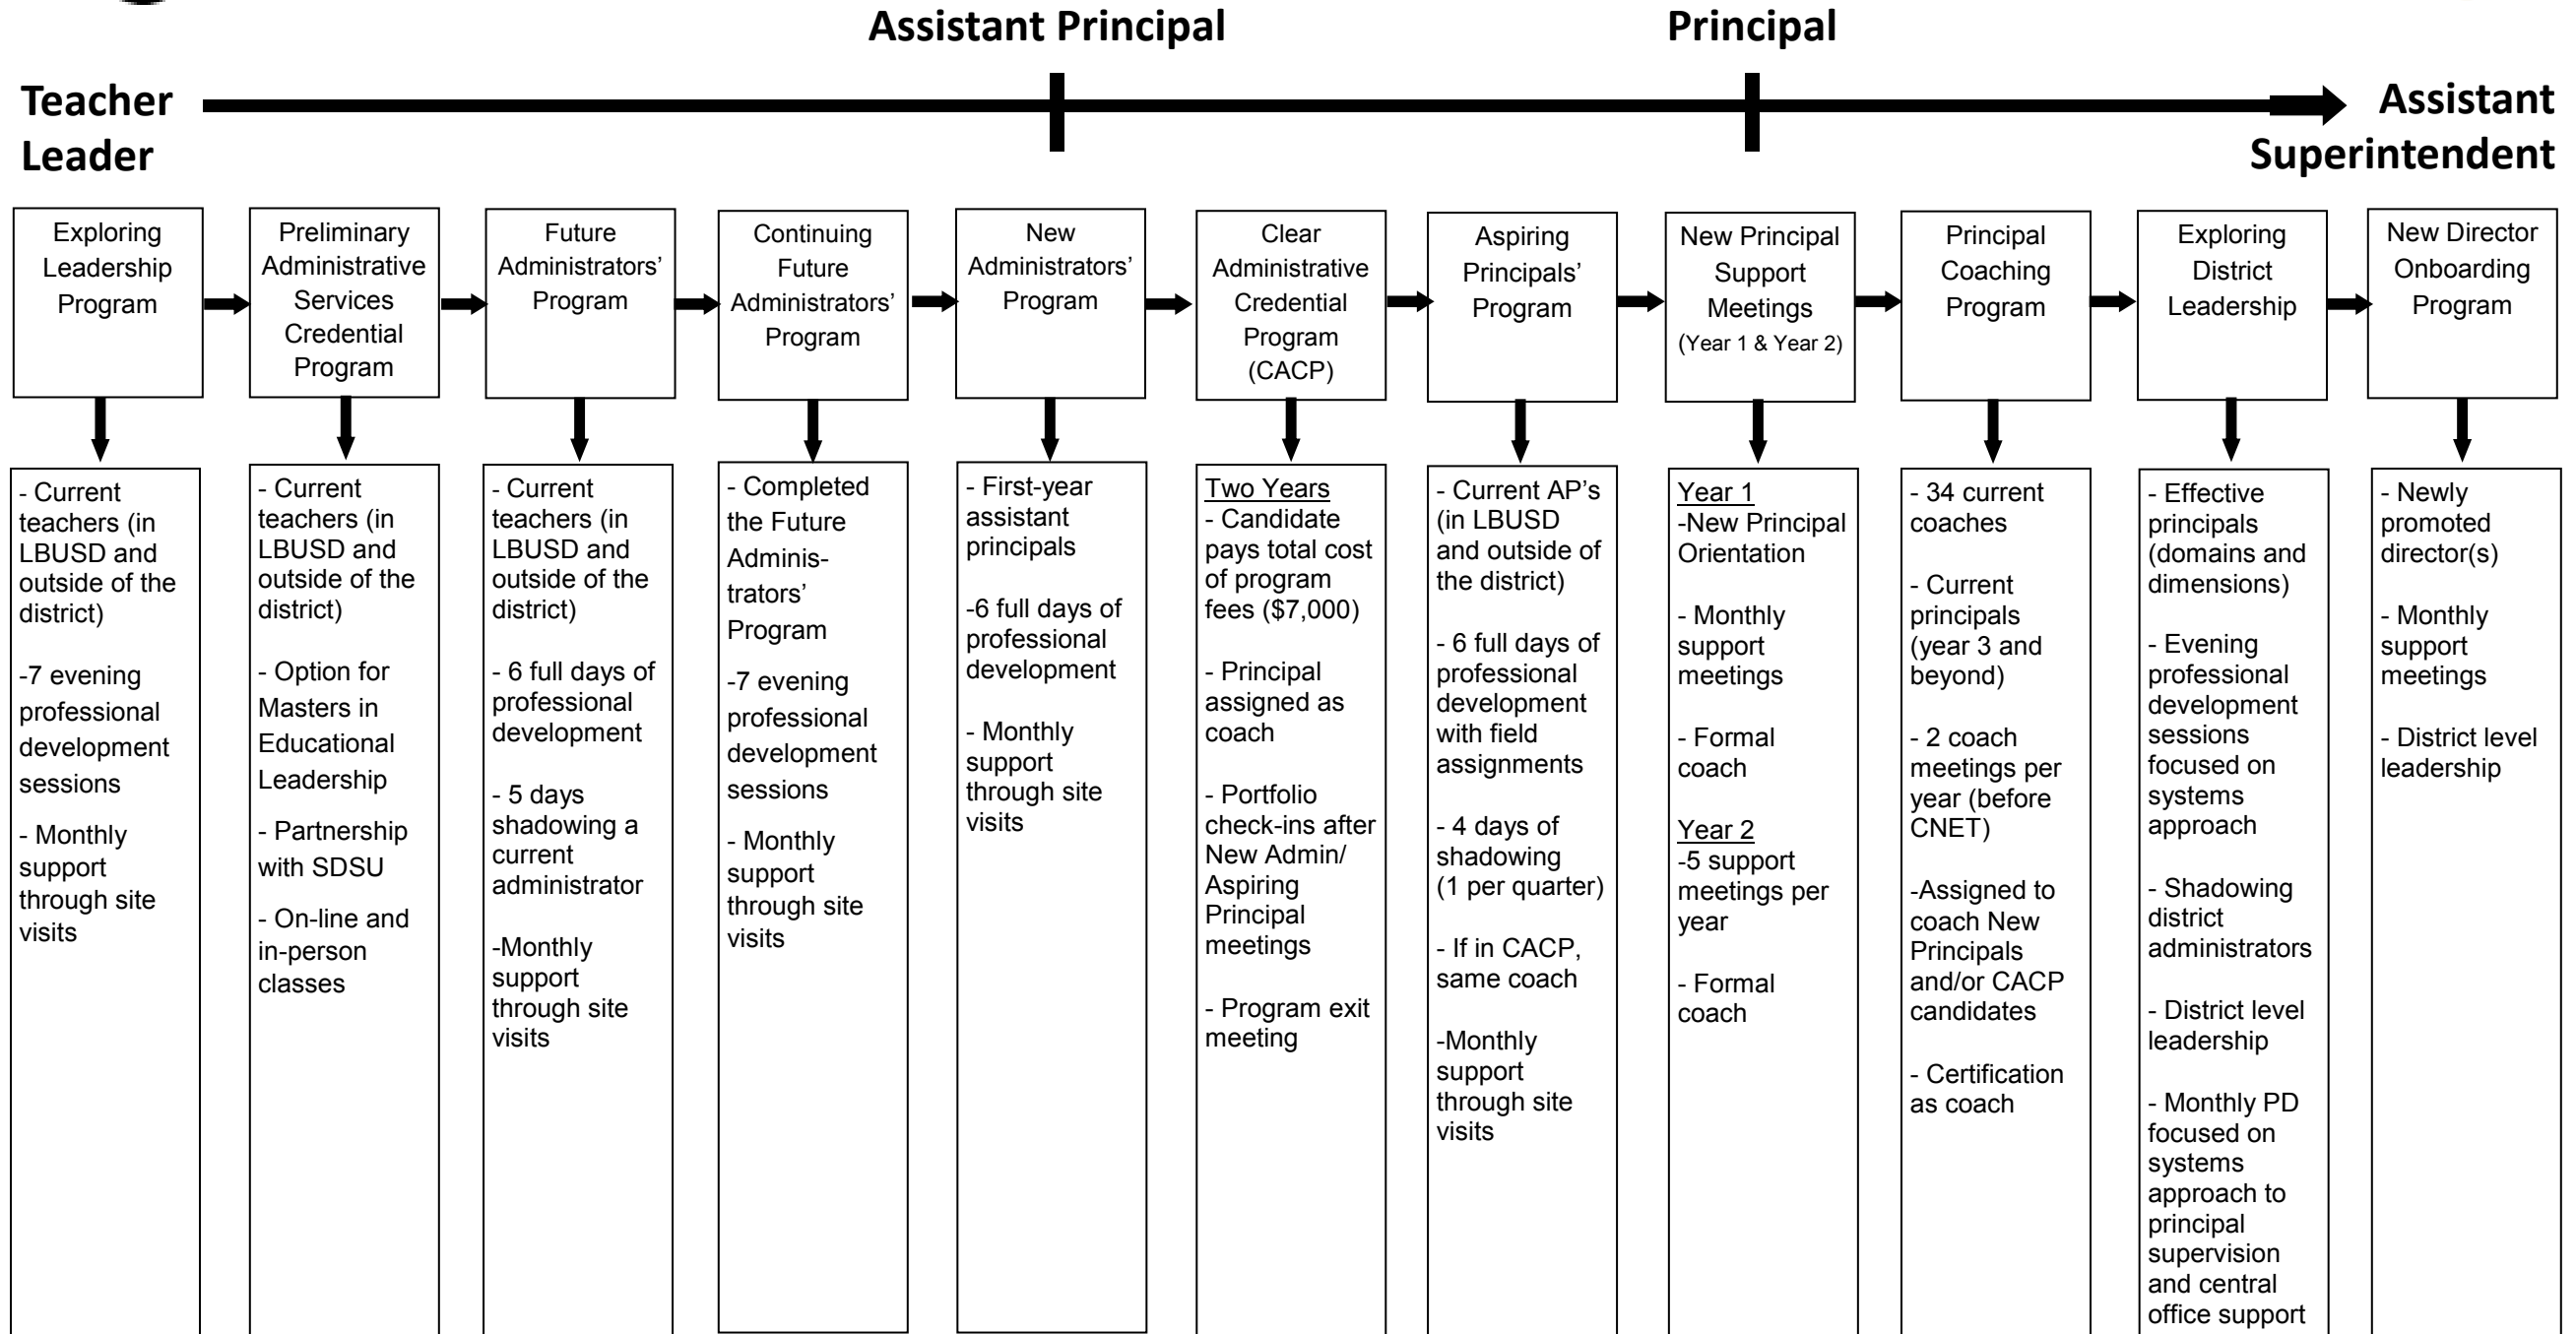 Assistant Principal
Principal
Teacher
Leader
Assistant
Superintendent
Exploring
Leadership
Program
Preliminary
Administrative
Services
Credential
Program
Future
Administrators’
Program
Continuing
Future
Administrators’
Program
New
Administrators’
Program
Clear
Administrative
Credential
Program
(CACP)
Aspiring
Principals’
Program
New Principal
Support
Meetings
(Year 1 & Year 2)
Principal
Coaching
Program
Exploring
District
Leadership
New Director
Onboarding
Program
- Current
teachers (in
LBUSD and
outside of the
district)
-7 evening
professional
development
sessions
- Monthly
support
through site
visits
- Current
teachers (in
LBUSD and
outside of the
district)
- Option for
Masters in
Educational
Leadership
- Partnership
with SDSU
- On-line and
in-person
classes
- Current
teachers (in
LBUSD and
outside of the
district)
- 6 full days of
professional
development
- 5 days
shadowing a
current
administrator
-Monthly
support
through site
visits
- Completed
the Future
Adminis-
trators’
Program
-7 evening
professional
development
sessions
- Monthly
support
through site
visits
- First-year
assistant
principals
-6 full days of
professional
development
- Monthly
support
through site
visits
Two Years
- Candidate
pays total cost
of program
fees ($7,000)
- Principal
assigned as
coach
- Portfolio
check-ins after
New Admin/
Aspiring
Principal
meetings
- Program exit
meeting
- Current AP’s
(in LBUSD
and outside of
the district)
- 6 full days of
professional
development
with field
assignments
- 4 days of
shadowing
(1 per quarter)
- If in CACP,
same coach
-Monthly
support
through site
visits
Year 1
-New Principal
Orientation
- Monthly
support
meetings
- Formal
coach
Year 2
-5 support
meetings per
year
- Formal
coach
- 34 current
coaches
- Current
principals
(year 3 and
beyond)
- 2 coach
meetings per
year (before
CNET)
-Assigned to
coach New
Principals
and/or CACP
candidates
- Certification
as coach
- Effective
principals
(domains and
dimensions)
- Evening
professional
development
sessions
focused on
systems
approach
- Shadowing
district
administrators
- District level
leadership
- Monthly PD
focused on
systems
approach to
principal
supervision
and central
office support
- Newly
promoted
director(s)
- Monthly
support
meetings
- District level
leadership